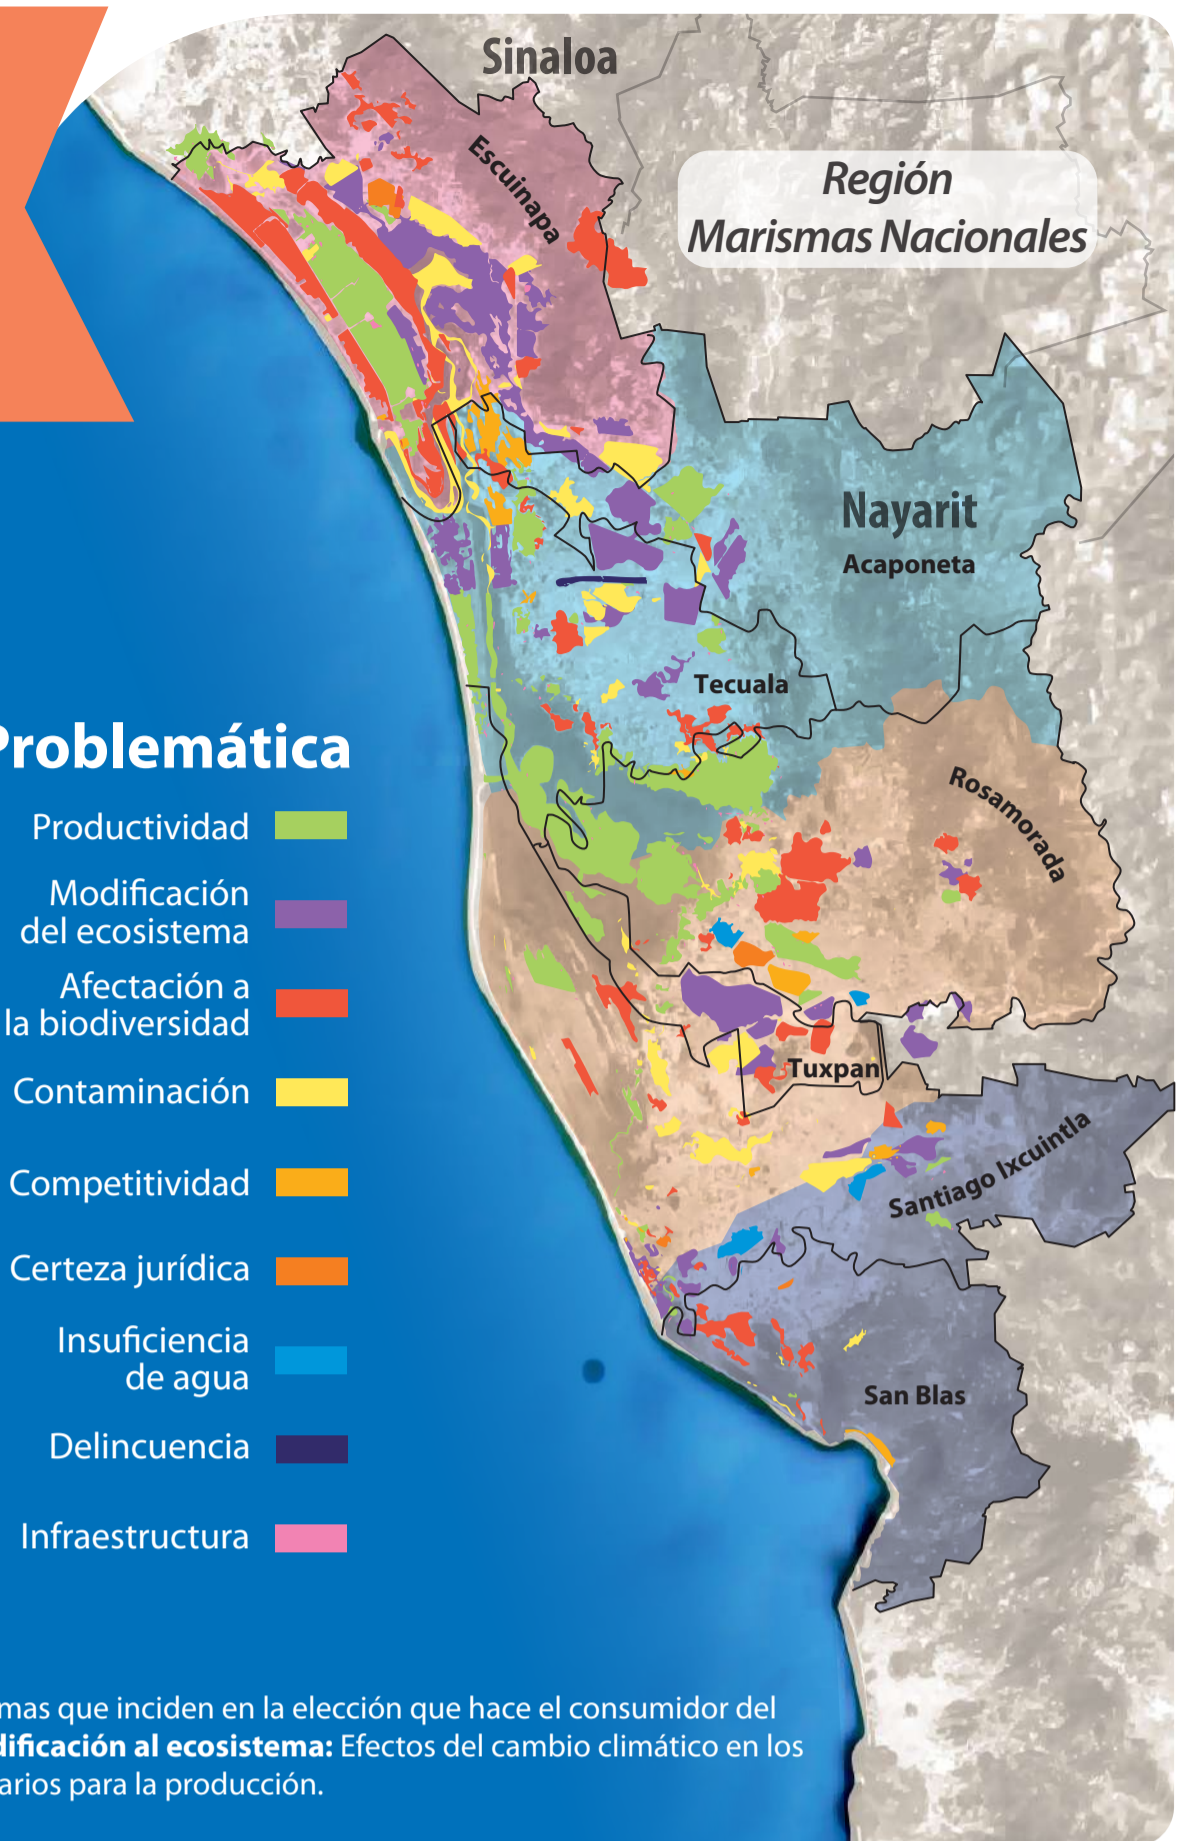 Sinaloa
Escuinapa
Región
Marismas Nacionales
Nayarit
Acaponeta
Tecuala
Rosamorada
Tuxpan
Santiago Ixcuintla
San Blas
Problemática
Productividad
Modificación
del ecosistema
Afectación a
la biodiversidad
Contaminación
Competitividad
Certeza jurídica
Insuficiencia
de agua
Delincuencia
Infraestructura
mas que inciden en la elección que hace el consumidor del
dificación al ecosistema: Efectos del cambio climático en los
arios para la producción.